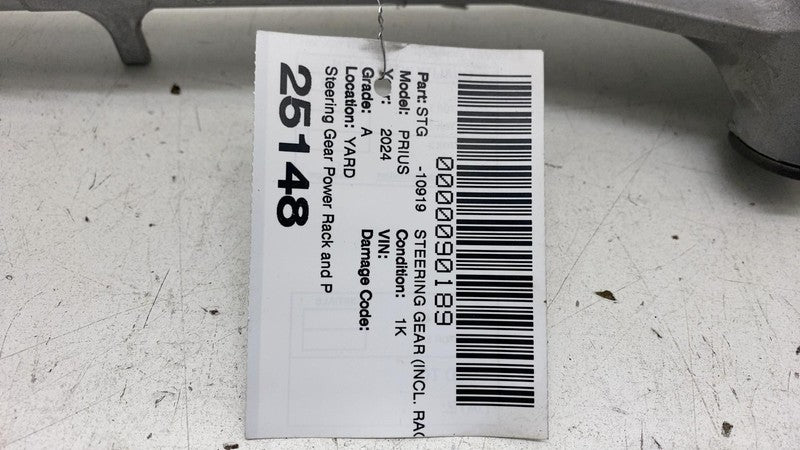 0000090189
Part: STG -10919 STEERING GEAR (INCL. RAC
Model: PRIUS Condition: 1K
Year: 2024 VIN:
Grade: A Damage Code:
Location: YARD
Steering Gear Power Rack and P
25148